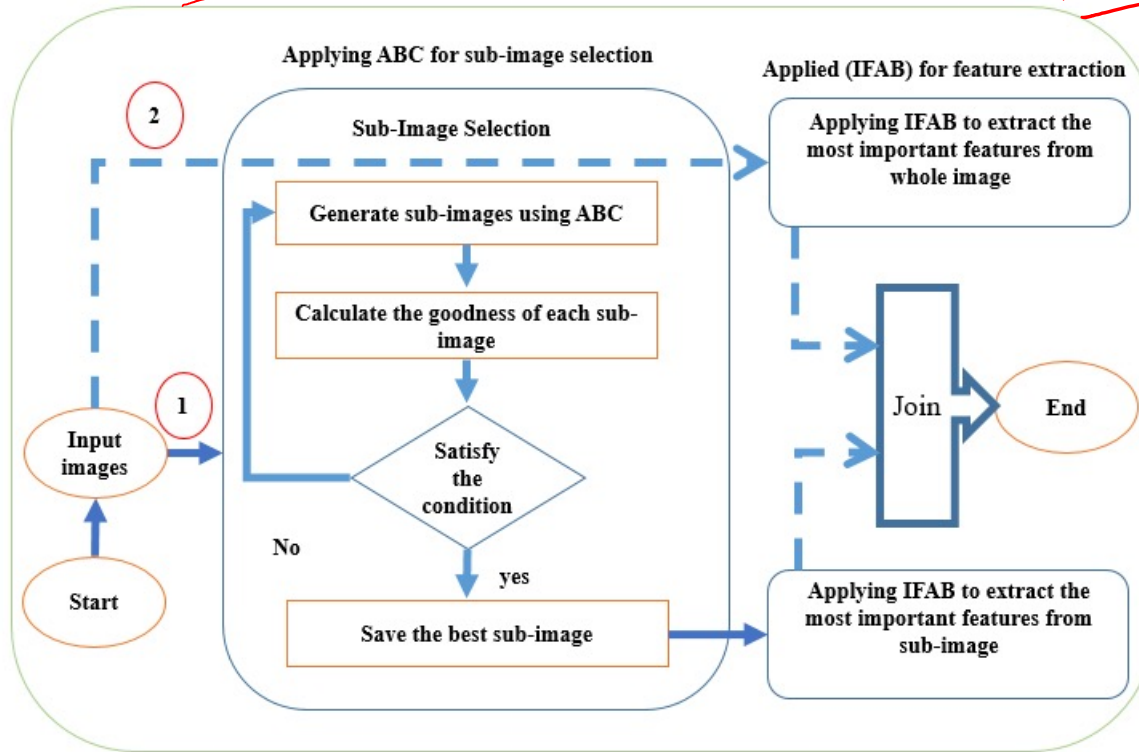 Applying ABC for sub-image selection
Applied (IFAB) for feature extraction
2
Sub-Image Selection
Applying IFAB to extract the
most important features from
whole image
Generate sub-images using ABC
Calculate the goodness of each sub-
image
1
Input
images
Satisfy
the
condition
Join
End
No
yes
Start
Save the best sub-image
Applying IFAB to extract the
most important features from
sub-image